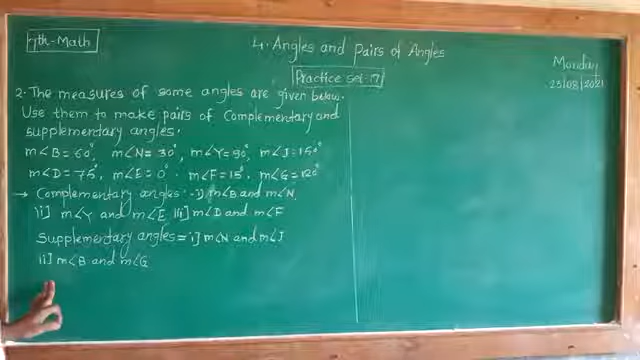 7th-Math
4. Angles and Pairs of Angles
Practice Set-17
Monday
23/08/2021
2. The measures of some angles are given below.
Use them to make pairs of Complementary and
supplementary angles.
m∠B=60°, m∠N=30°, m∠Y=90°, m∠J=150°
m∠D=75°, m∠E=0°. m∠F=15°. m∠G=120°
→ Complementary angles:-i] m∠B and m∠N.
ii] m∠Y and m∠E iii] m∠D and m∠F
Supplementary angles= i] m∠N and m∠J
ii] m∠B and m∠G